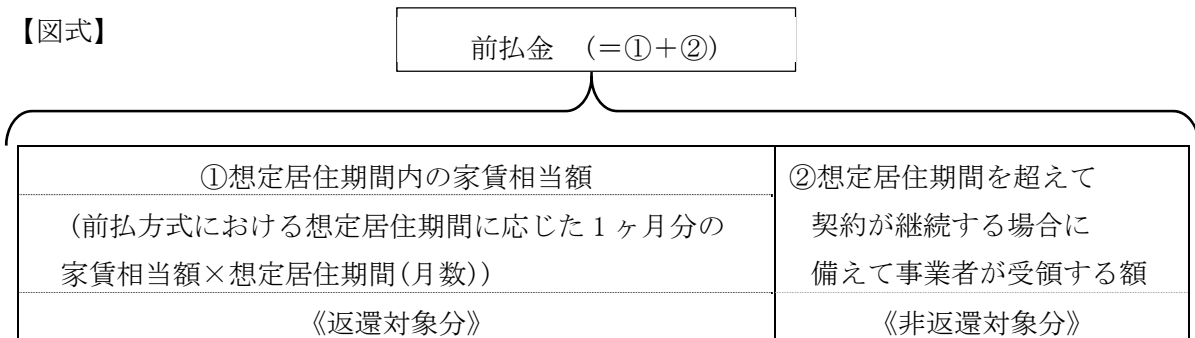 【図式】
前払金　(＝①＋②)
①想定居住期間内の家賃相当額
(前払方式における想定居住期間に応じた１ヶ月分の
家賃相当額×想定居住期間(月数))
《返還対象分》
②想定居住期間を超えて
契約が継続する場合に
備えて事業者が受領する額
《非返還対象分》